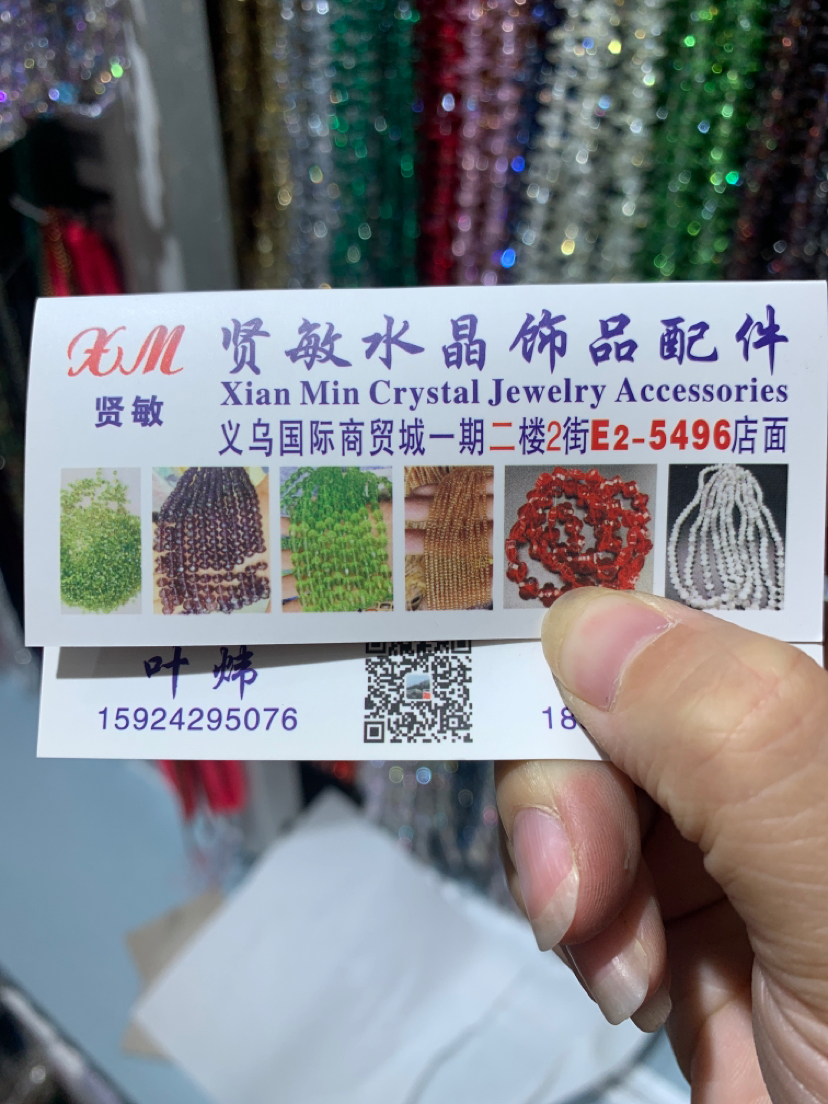 XM
贤敏
贤敏水晶饰品配件
Xian Min Crystal Jewelry Accessories
义乌国际商贸城一期二楼2街E2-5496店面
叶炜
15924292076